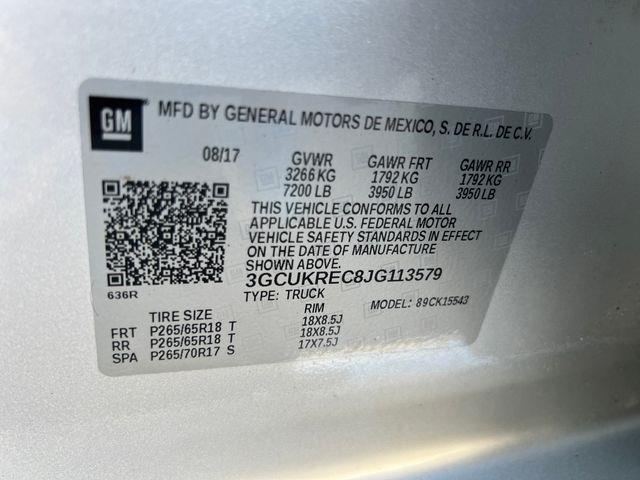 GM
MFD BY GENERAL MOTORS DE MEXICO, S. DE R.L. DE C.V.
08/17 GVWR GAWR FRT GAWR RR
3266 KG 1792 KG 1792 KG
7200 LB 3950 LB 3950 LB
THIS VEHICLE CONFORMS TO ALL
APPLICABLE U.S. FEDERAL MOTOR
VEHICLE SAFETY STANDARDS IN EFFECT
ON THE DATE OF MANUFACTURE
SHOWN ABOVE.
3GCUKREC8JG113579
636R
TYPE: TRUCK MODEL: 89CK15543
TIRE SIZE RIM
FRT P265/65R18 T 18X8.5J
RR P265/65R18 T 18X8.5J
SPA P265/70R17 S 17X7.5J